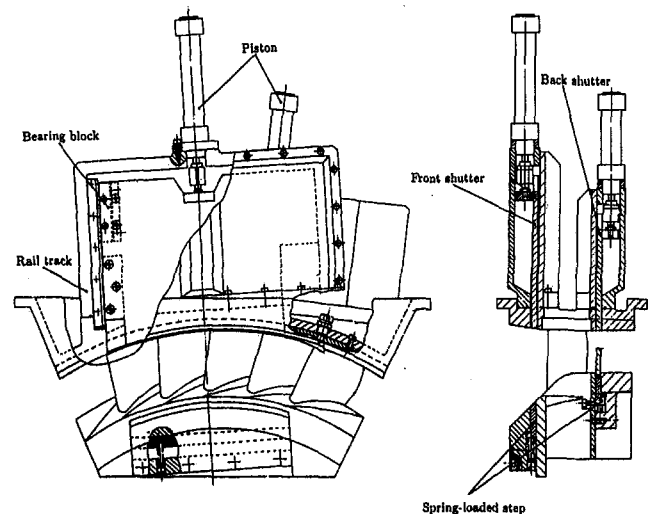 Piston
Back shutter
Bearing block
Front shutter
Rail track
Spring-loaded step